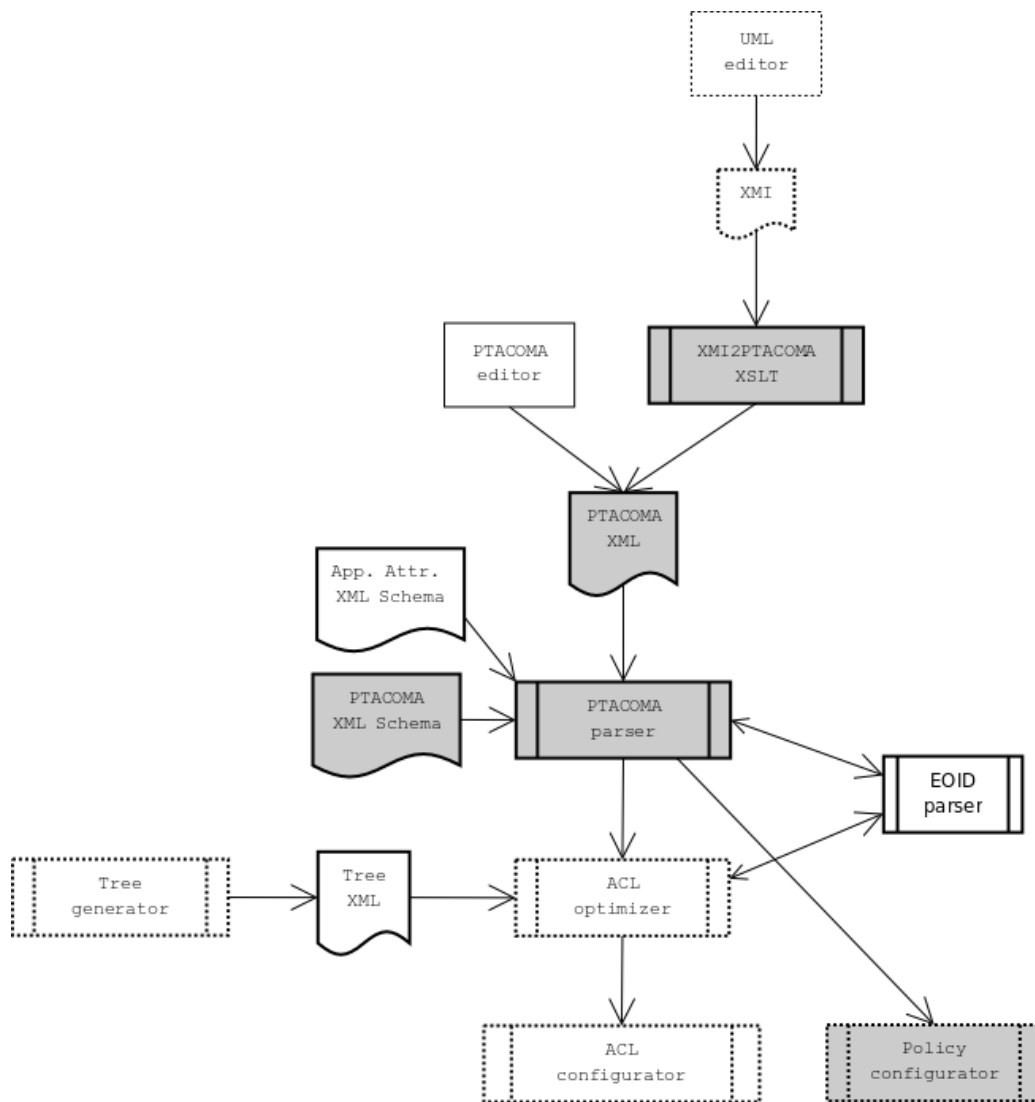 UML
editor
XMI
PTACOMA
editor
XMI2PTACOMA
XSLT
PTACOMA
XML
App. Attr.
XML Schema
PTACOMA
XML Schema
PTACOMA
parser
EOID
parser
Tree
generator
Tree
XML
ACL
optimizer
ACL
configurator
Policy
configurator